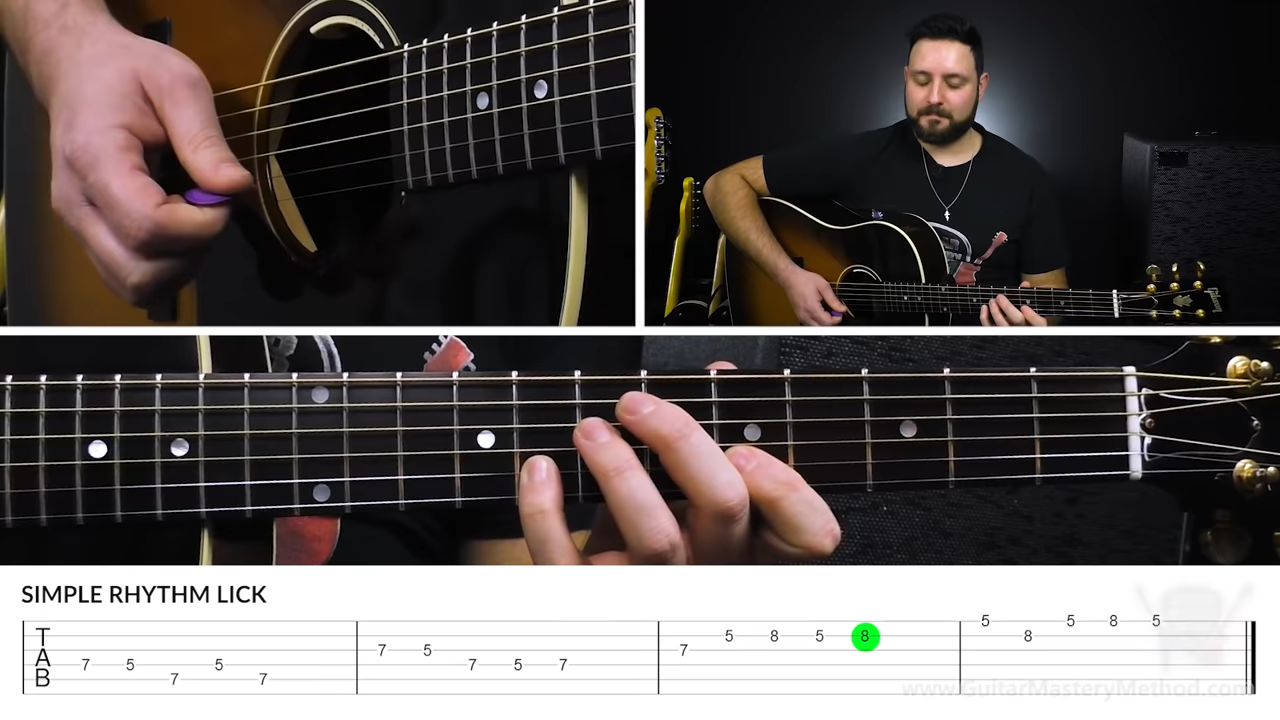 Gibson
SIMPLE RHYTHM LICK
5 5 8 5
T 5 8 5 8 8
7 5 7
A 7 5 5 7 5 7
B 7 7
www.GuitarMasteryMethod.com